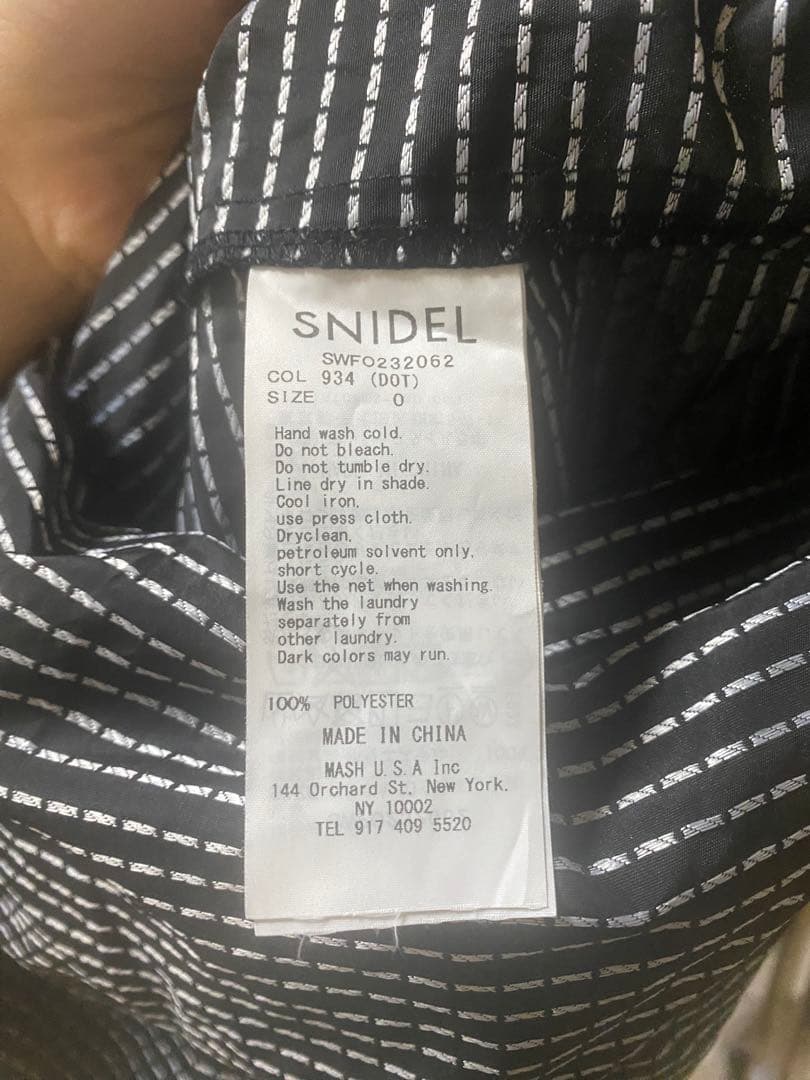 SNIDEL
SWFO232062
COL 934 (DOT)
SIZE 0
Hand wash cold.
Do not bleach.
Do not tumble dry.
Line dry in shade.
Cool iron,
use press cloth.
Dryclean,
petroleum solvent only,
short cycle.
Use the net when washing.
Wash the laundry
separately from
other laundry.
Dark colors may run.
100% POLYESTER
MADE IN CHINA
MASH U.S.A Inc
144 Orchard St. New York.
NY 10002
TEL 917 409 5520